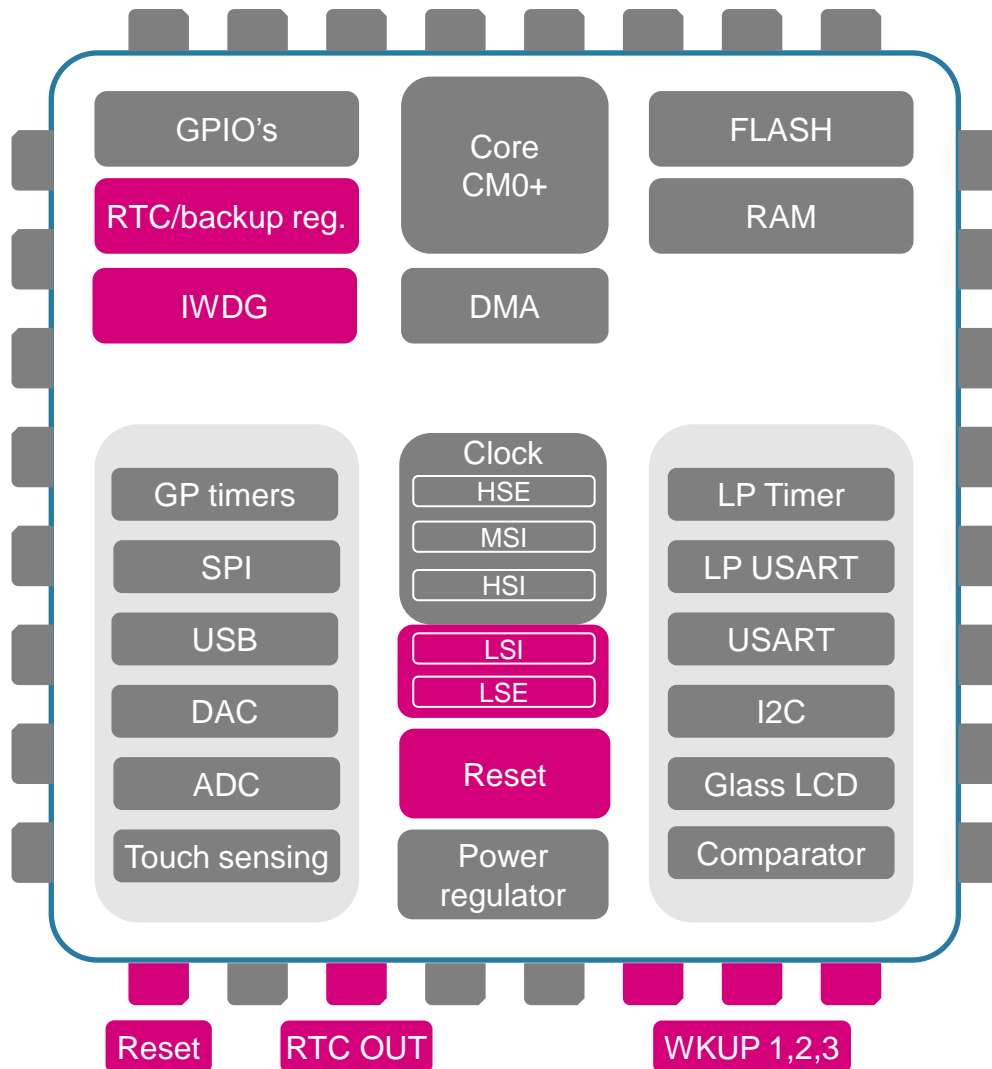 GPIO’s
RTC/backup reg.
IWDG
Core
CM0+
DMA
FLASH
RAM
GP timers
SPI
USB
DAC
ADC
Touch sensing
Clock
HSE
MSI
HSI
LSI
LSE
Reset
Power
regulator
LP Timer
LP USART
USART
I2C
Glass LCD
Comparator
Reset
RTC OUT
WKUP 1,2,3